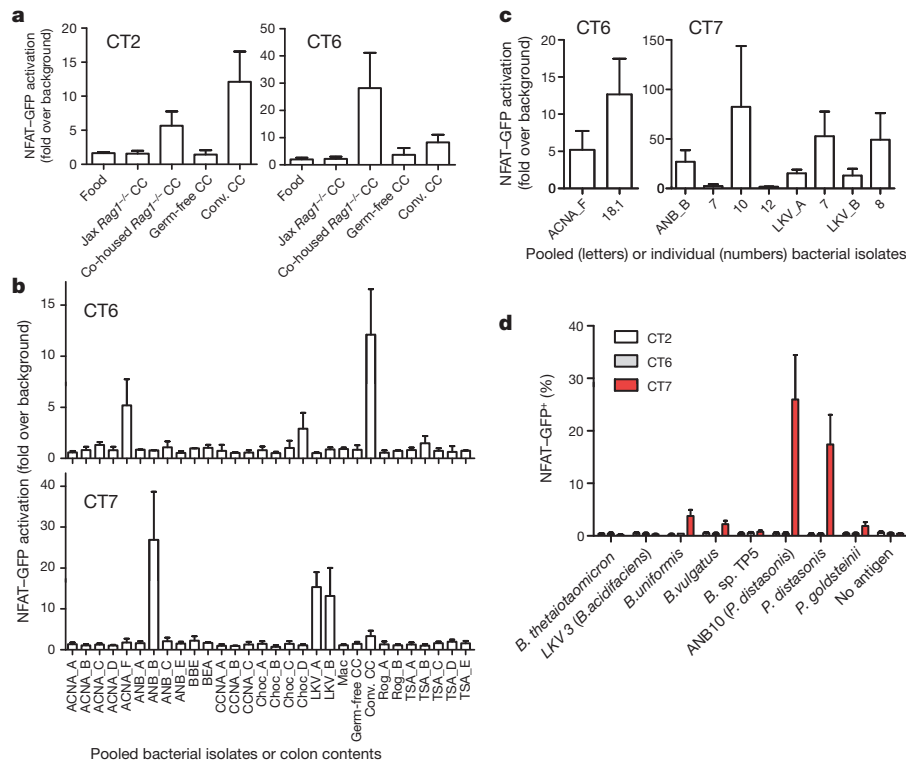 a
CT2
NFAT–GFP activation
(fold over background)
20
15
10
5
0
Food
Jax Rag1–/– CC
Co-housed Rag1–/– CC
Germ-free CC
Conv. CC
CT6
50
40
30
20
10
0
Food
Jax Rag1–/– CC
Co-housed Rag1–/– CC
Germ-free CC
Conv. CC
b
CT6
NFAT–GFP activation (fold over background)
15
10
5
0
CT7
40
30
20
10
0
ACNA_A
ACNA_B
ACNA_C
ACNA_D
ACNA_F
ANB_A
ANB_B
ANB_C
ANB_E
BBE
BEA
CCNA_A
CCNA_B
CCNA_C
Choc_A
Choc_B
Choc_C
Choc_D
LKV_A
LKV_B
Mac
Germ-free CC
Conv. CC
Rog_A
Rog_B
TSA_A
TSA_B
TSA_C
TSA_D
TSA_E
Pooled bacterial isolates or colon contents
c
CT6
NFAT–GFP activation
(fold over background)
20
15
10
5
0
ACNA_F
18.1
CT7
150
100
50
0
ANB_B
7
10
12
LKV_A
7
LKV_B
8
Pooled (letters) or individual (numbers) bacterial isolates
d
NFAT–GFP+ (%)
40
30
20
10
0
CT2
CT6
CT7
B. thetaiotaomicron
LKV 3 (B.acidifaciens)
B.uniformis
B.vulgatus
B. sp. TP5
ANB10 (P. distasonis)
P. distasonis
P. goldsteinii
No antigen